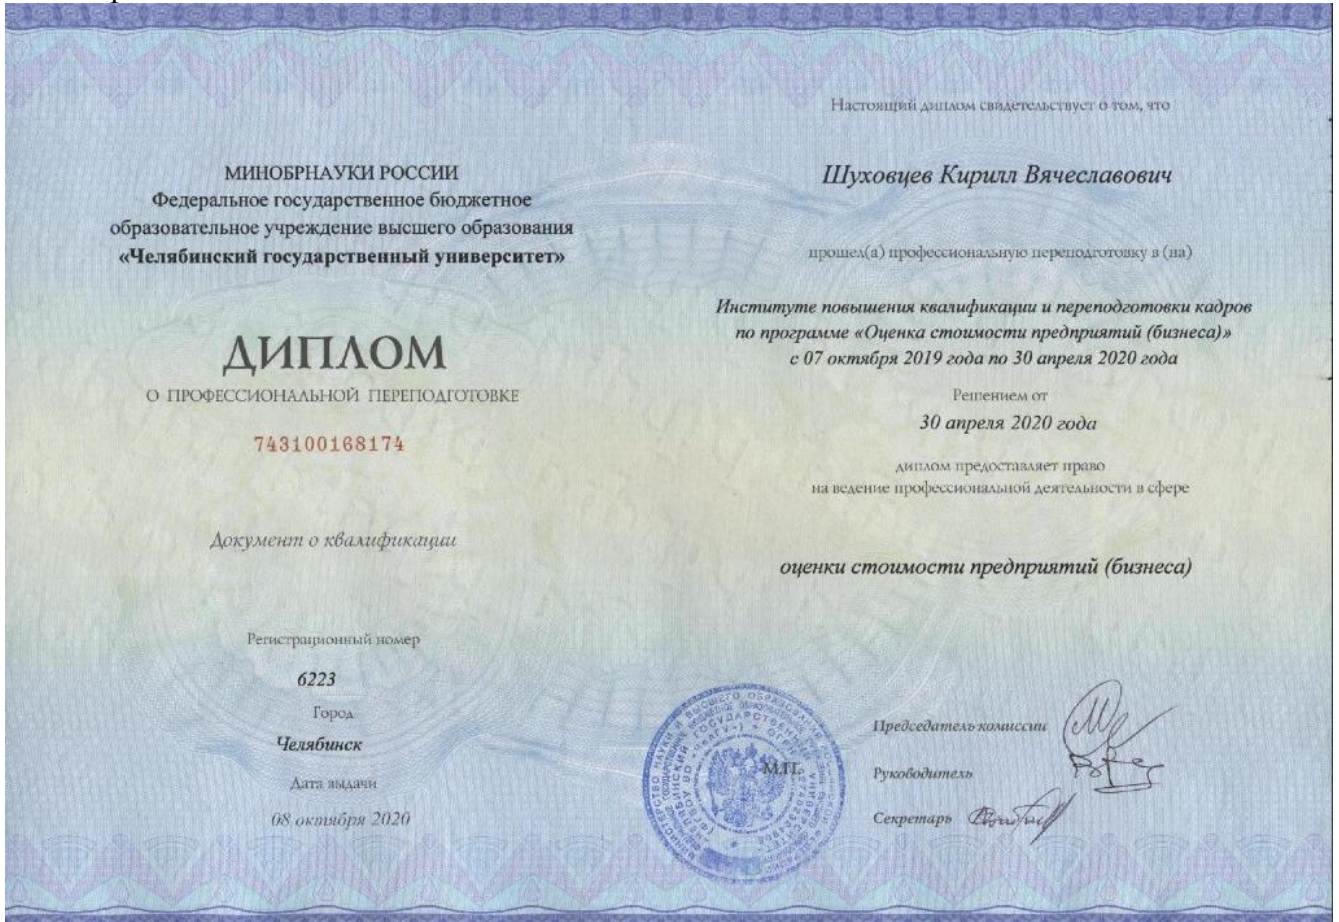 МИНОБРНАУКИ РОССИИ
Федеральное государственное бюджетное
образовательное учреждение высшего образования
«Челябинский государственный университет»
ДИПЛОМ
О ПРОФЕССИОНАЛЬНОЙ ПЕРЕПОДГОТОВКЕ
743100168174
Документ о квалификации
Регистрационный номер
6223
Город
Челябинск
Дата выдачи
08 октября 2020
Настоящий диплом свидетельствует о том, что
Шуховцев Кирилл Вячеславович
прошел(а) профессиональную переподготовку в (на)
Институте повышения квалификации и переподготовки кадров
по программе «Оценка стоимости предприятий (бизнеса)»
с 07 октября 2019 года по 30 апреля 2020 года
Решением от
30 апреля 2020 года
диплом предоставляет право
на ведение профессиональной деятельности в сфере
оценки стоимости предприятий (бизнеса)
М.П.
Председатель комиссии
Руководитель
Секретарь